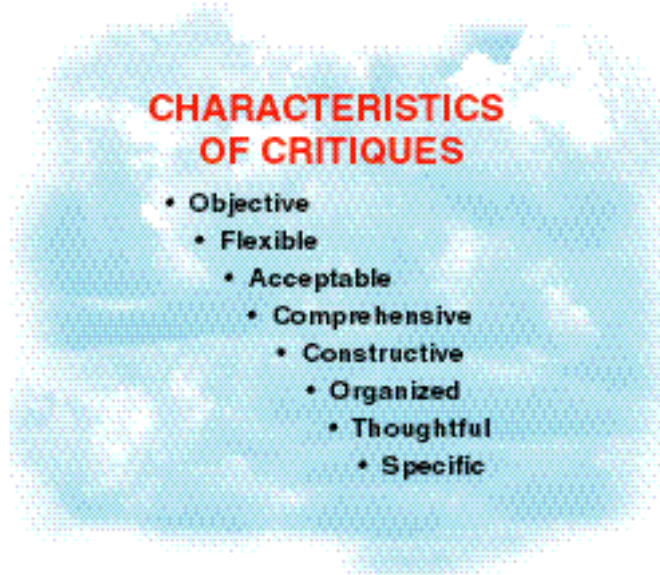 CHARACTERISTICS
OF CRITIQUES
• Objective
• Flexible
• Acceptable
• Comprehensive
• Constructive
• Organized
• Thoughtful
• Specific